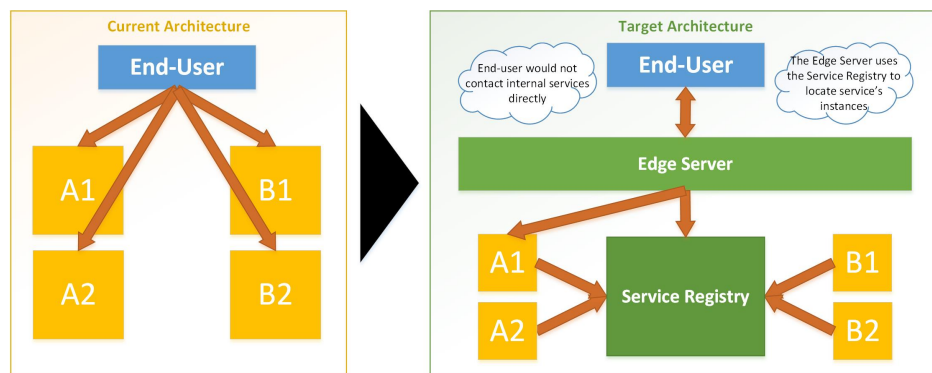 Current Architecture
End-User
A1
B1
A2
B2
Target Architecture
End-user would not
contact internal services
directly
End-User
The Edge Server uses
the Service Registry to
locate service's
instances
Edge Server
A1
B1
Service Registry
A2
B2